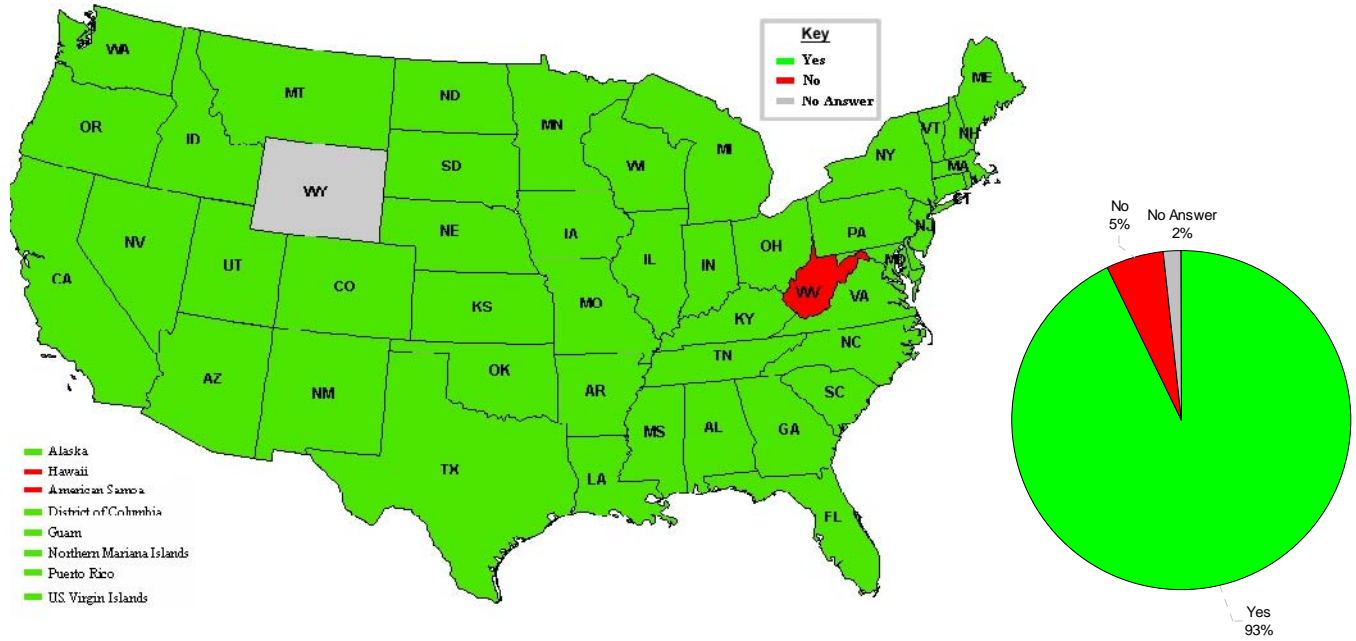 Key
Yes
No
No Answer
WA
MT
ND
MN
ME
OR
ID
SD
WI
MI
VT
NH
NY
MA
WY
CT
NV
NE
IA
PA
NJ
UT
CO
IL
IN
OH
MD
CA
KS
MO
WV
VA
KY
AZ
NM
OK
TN
NC
AR
SC
MS
AL
GA
TX
LA
FL
Alaska
Hawaii
American Samoa
District of Columbia
Guam
Northern Mariana Islands
Puerto Rico
US. Virgin Islands
No
5%
No Answer
2%
Yes
93%